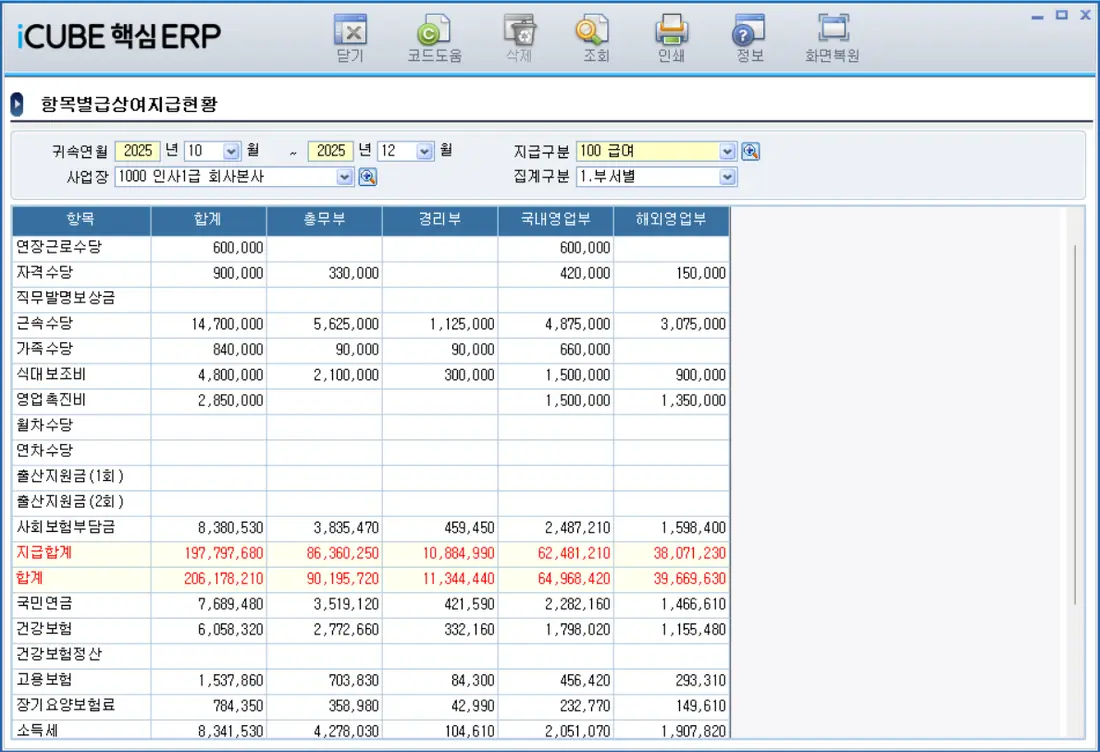 iCUBE 핵심 ERP
닫기 코드도움 삭제 조회 인쇄 정보 화면복원
항목별급상여지급현황
귀속연월 2025 년 10 월 ~ 2025 년 12 월 지급구분 100 급여
사업장 1000 인사1급 회사본사 집계구분 1.부서별
항목 합계 총무부 경리부 국내영업부 해외영업부
연장근로수당 600,000 600,000
자격수당 900,000 330,000 420,000 150,000
직무발명보상금
근속수당 14,700,000 5,625,000 1,125,000 4,875,000 3,075,000
가족수당 840,000 90,000 90,000 660,000
식대보조비 4,800,000 2,100,000 300,000 1,500,000 900,000
영업촉진비 2,850,000 1,500,000 1,350,000
월차수당
연차수당
출산지원금(1회)
출산지원금(2회)
사회보험부담금 8,380,530 3,835,470 459,450 2,487,210 1,598,400
지급합계 197,797,680 86,360,250 10,884,990 62,481,210 38,071,230
합계 206,178,210 90,195,720 11,344,440 64,968,420 39,669,630
국민연금 7,689,480 3,519,120 421,590 2,282,160 1,466,610
건강보험 6,058,320 2,772,660 332,160 1,798,020 1,155,480
건강보험정산
고용보험 1,537,860 703,830 84,300 456,420 293,310
장기요양보험료 784,350 358,980 42,990 232,770 149,610
소득세 8,341,530 4,278,030 104,610 2,051,070 1,907,820